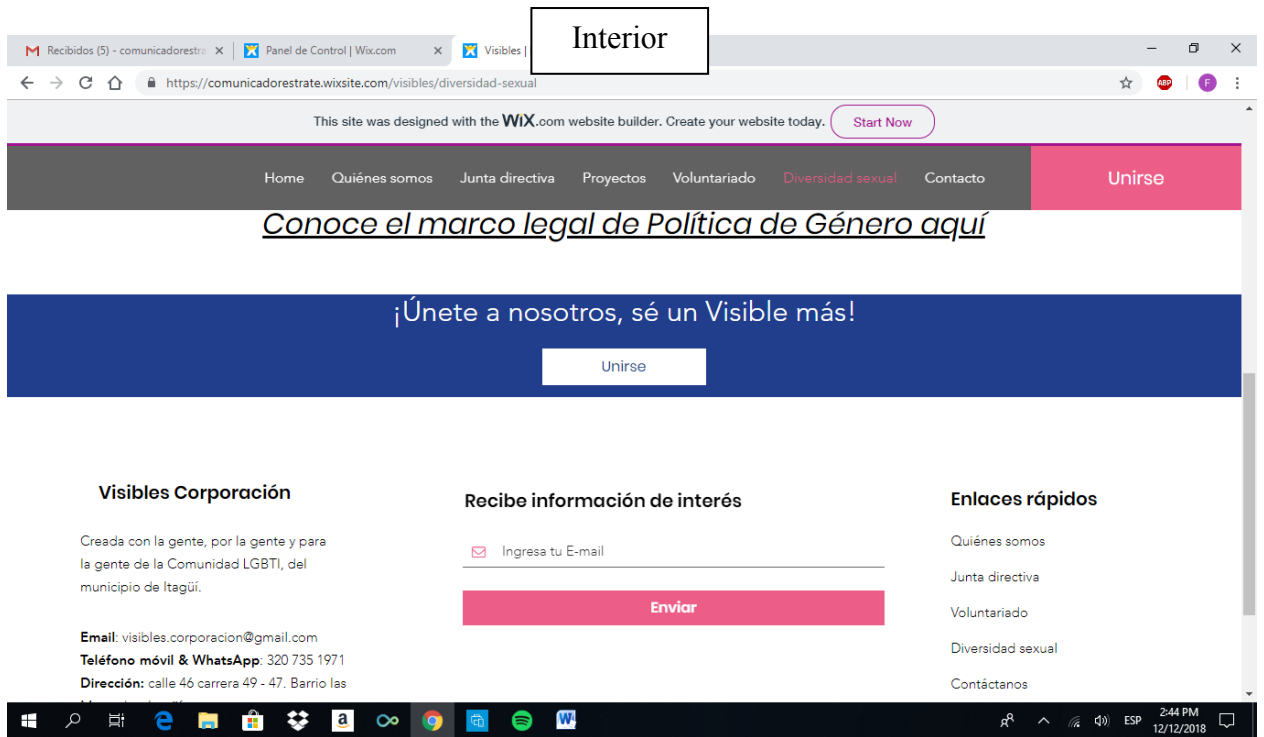 Interior
Recibidos (5) - comunicadorestra
Panel de Control | Wix.com
Visibles |
https://comunicadorestrate.wixsite.com/visibles/diversidad-sexual
ABP
F
This site was designed with the WiX.com website builder. Create your website today. Start Now
Home Quiénes somos Junta directiva Proyectos Voluntariado Diversidad sexual Contacto Unirse
Conoce el marco legal de Política de Género aquí
¡Únete a nosotros, sé un Visible más!
Unirse
Visibles Corporación
Creada con la gente, por la gente y para
la gente de la Comunidad LGBTI, del
municipio de Itagüí.
Email: visibles.corporacion@gmail.com
Teléfono móvil & WhatsApp: 320 735 1971
Dirección: calle 46 carrera 49 - 47. Barrio las
Recibe información de interés
Ingresa tu E-mail
Enviar
Enlaces rápidos
Quiénes somos
Junta directiva
Voluntariado
Diversidad sexual
Contáctanos
ESP
2:44 PM
12/12/2018